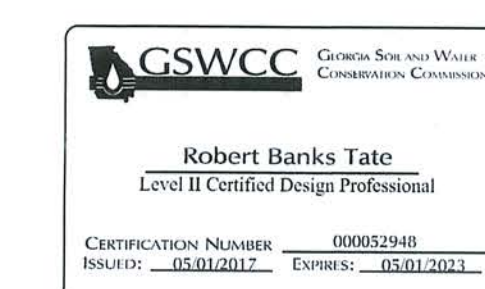 GSWCC
GEORGIA SOIL AND WATER
CONSERVATION COMMISSION
Robert Banks Tate
Level II Certified Design Professional
CERTIFICATION NUMBER 000052948
ISSUED: 05/01/2017 EXPIRES: 05/01/2023